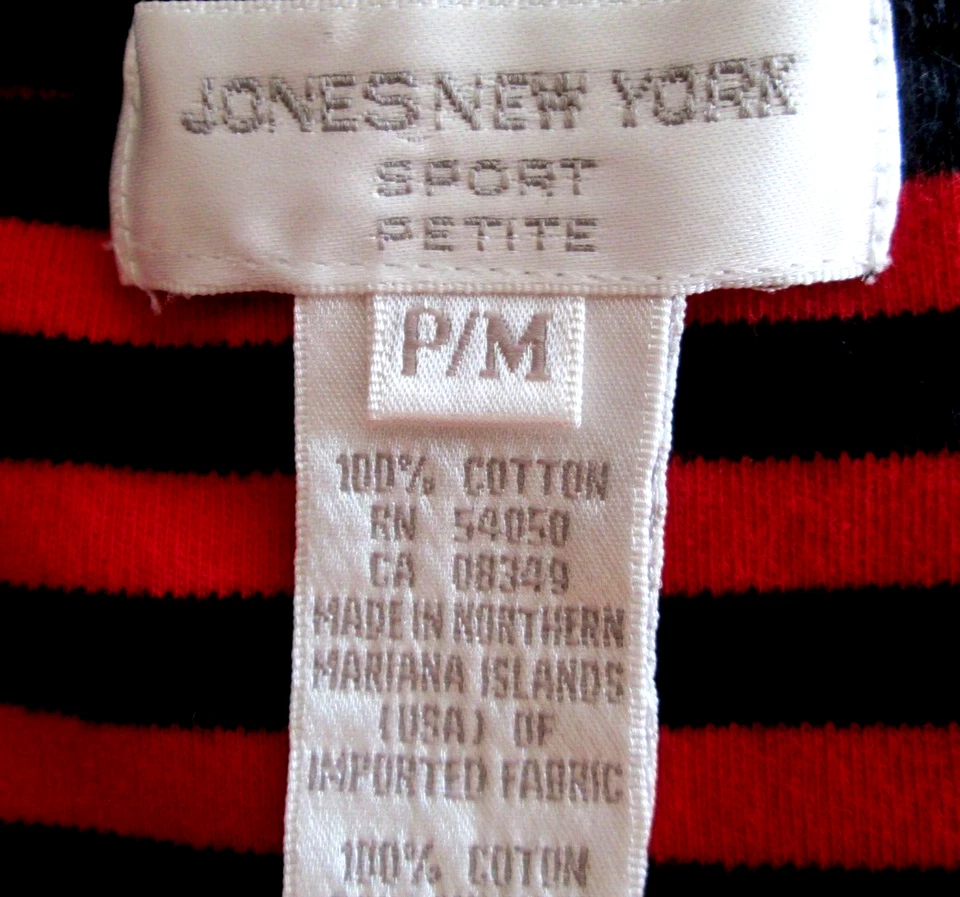 JONES NEW YORK
SPORT
PETITE
P/M
100% COTTON
RN 54050
CA 08349
MADE IN NORTHERN
MARIANA ISLANDS
(USA) OF
IMPORTED FABRIC
100% COTON